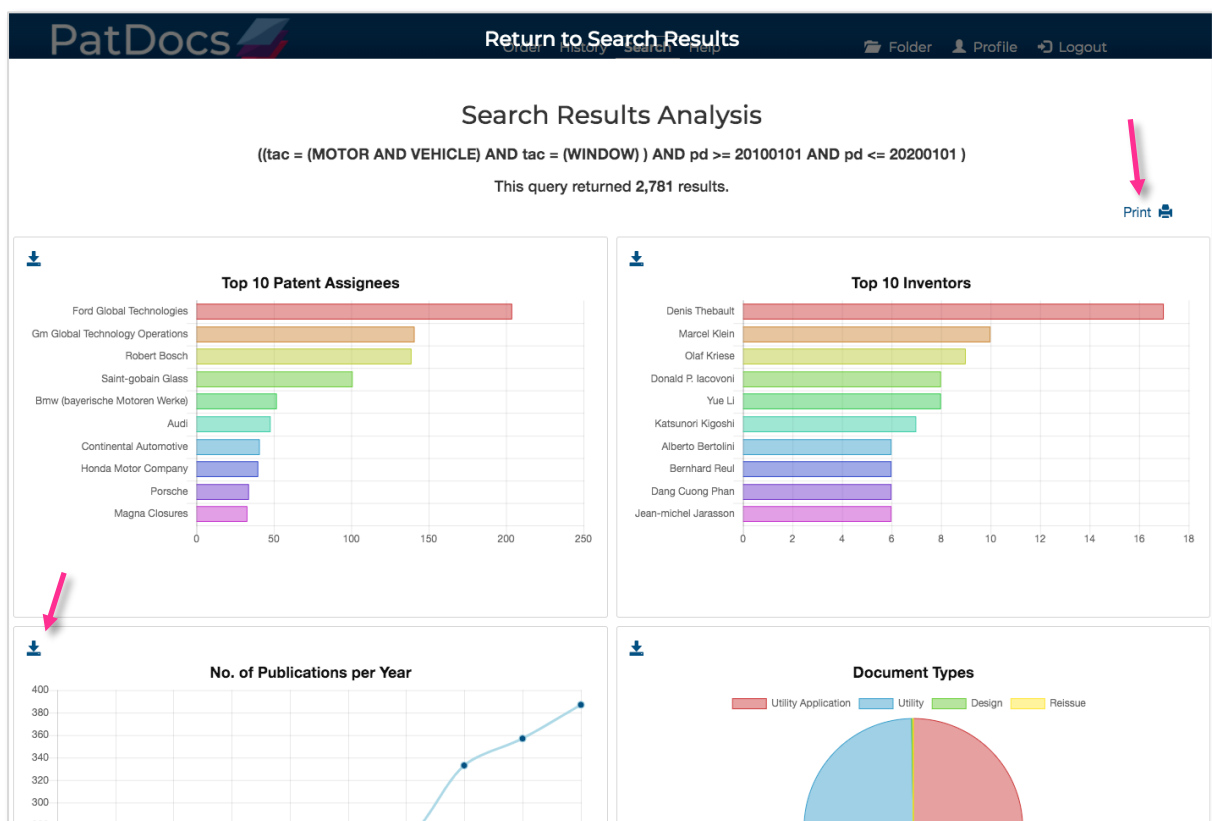 PatDocs
Return to Search Results
Order History Search Help
Folder Profile Logout
Search Results Analysis
((tac = (MOTOR AND VEHICLE) AND tac = (WINDOW) ) AND pd >= 20100101 AND pd <= 20200101 )
This query returned 2,781 results.
Print
Top 10 Patent Assignees
Ford Global Technologies
Gm Global Technology Operations
Robert Bosch
Saint-gobain Glass
Bmw (bayerische Motoren Werke)
Audi
Continental Automotive
Honda Motor Company
Porsche
Magna Closures
0 50 100 150 200 250
Top 10 Inventors
Denis Thebault
Marcel Klein
Olaf Kriese
Donald P. Iacovoni
Yue Li
Katsunori Kigoshi
Alberto Bertolini
Bernhard Reul
Dang Cuong Phan
Jean-michel Jarasson
0 2 4 6 8 10 12 14 16 18
No. of Publications per Year
400
380
360
340
320
300
Document Types
Utility Application Utility Design Reissue